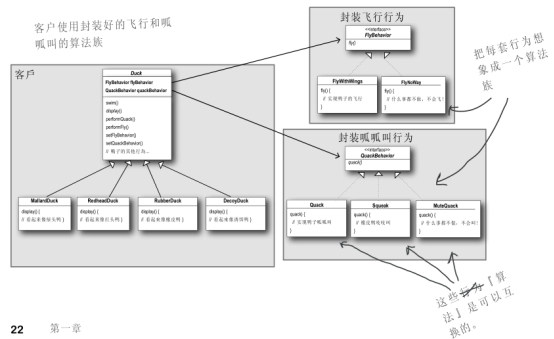 客户使用封装好的飞行和呱
呱叫的算法族
客戶
Duck
FlyBehavior flyBehavior
QuackBehavior quackBehavior
swim()
display()
performQuack()
performFly()
setFlyBehavior()
setQuackBehavior()
// 鸭子的其他行为...
MallardDuck
display() {
// 看起来像绿头鸭 }
RedheadDuck
display() {
// 看起来像红头鸭 }
RubberDuck
display() {
// 看起来像橡皮鸭 }
DecoyDuck
display() {
// 看起来像诱饵鸭 }
封装飞行行为
<<interface>>
FlyBehavior
fly()
FlyWithWings
fly() {
// 实现鸭子的飞行
}
FlyNoWay
fly() {
// 什么事都不做，不会飞！
}
把每套行为想
象成一个算法
族
封装呱呱叫行为
<<interface>>
QuackBehavior
quack()
Quack
quack() {
// 实现鸭子呱呱叫
}
Squeak
quack() {
// 橡皮鸭吱吱叫
}
MuteQuack
quack() {
// 什么事都不做，不会叫！
}
这些行为『算
法』是可以互
换的。
22 第一章